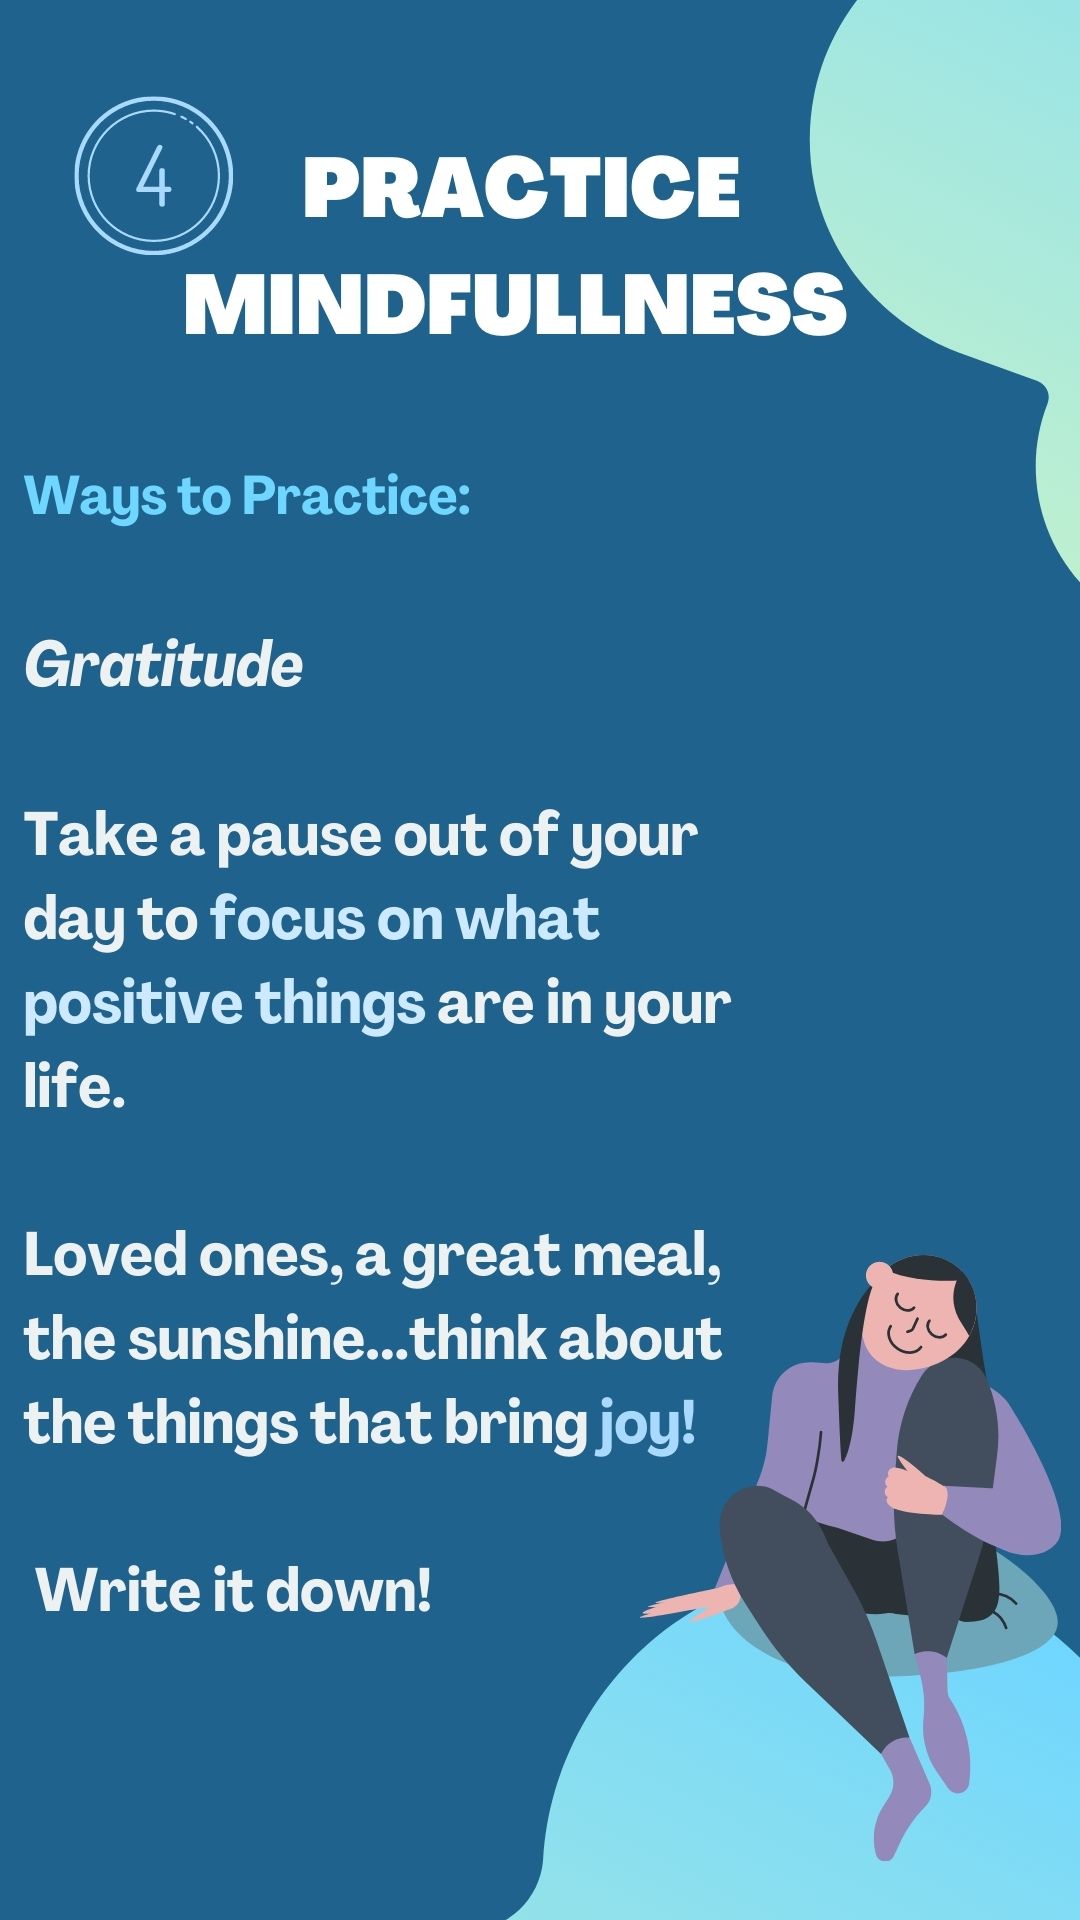 4
PRACTICE
MINDFULLNESS
Ways to Practice:
Gratitude
Take a pause out of your
day to focus on what
positive things are in your
life.
Loved ones, a great meal,
the sunshine...think about
the things that bring joy!
Write it down!